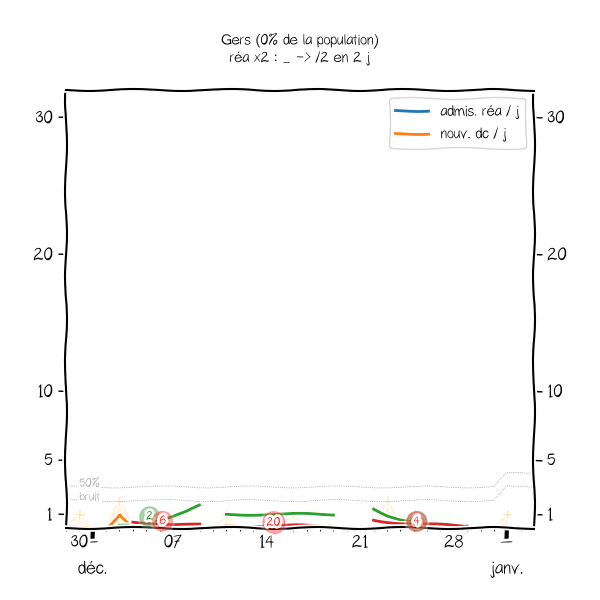 Gers (0% de la population)
réa x2 : _ -> /2 en 2 j
admis. réa / j
nouv. dc / j
30 30
20 20
10 10
5 5
50%
bruit
1 2 6 20 4 1
30 07 14 21 28
déc. janv.